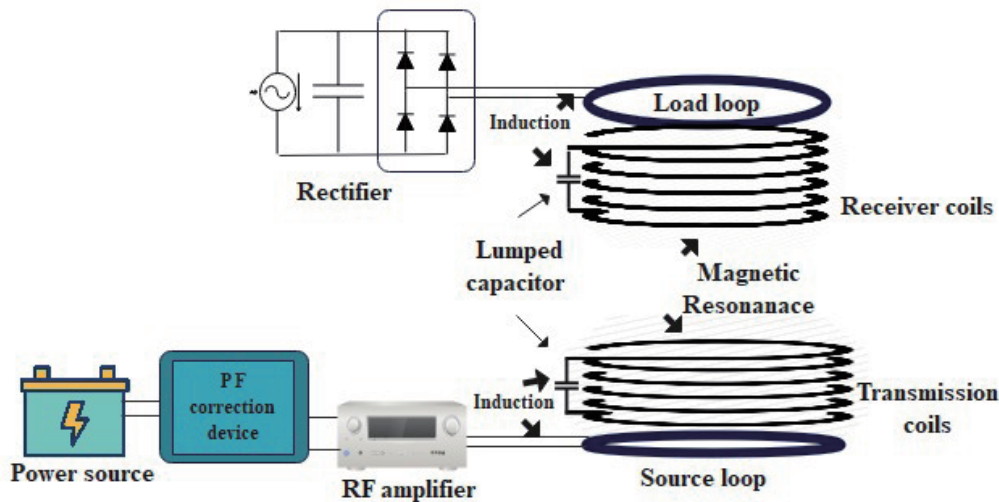 Load loop
Induction
Rectifier
Receiver coils
Lumped
capacitor
Magnetic
Resonanace
PF
correction
device
Induction
Transmission
coils
Power source
RF amplifier
Source loop